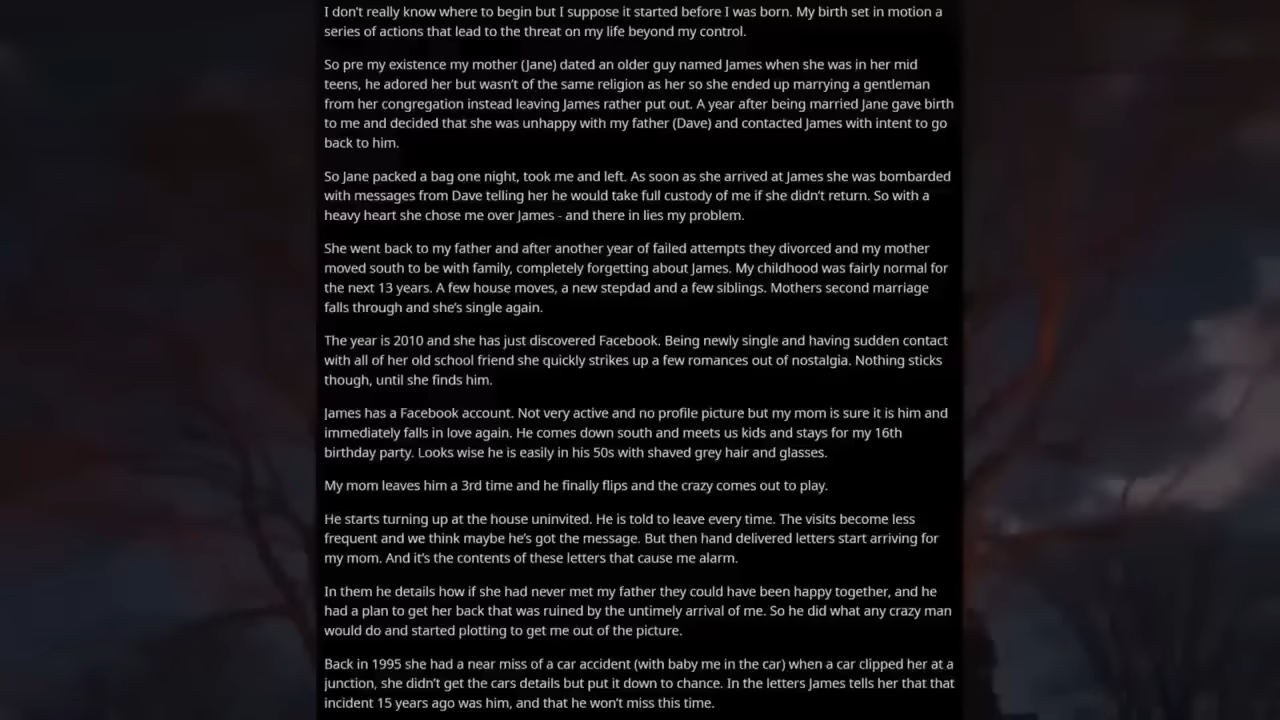 I don't really know where to begin but I suppose it started before I was born. My birth set in motion a
series of actions that lead to the threat on my life beyond my control.
So pre my existence my mother (Jane) dated an older guy named James when she was in her mid
teens, he adored her but wasn't of the same religion as her so she ended up marrying a gentleman
from her congregation instead leaving James rather put out. A year after being married Jane gave birth
to me and decided that she was unhappy with my father (Dave) and contacted James with intent to go
back to him.
So Jane packed a bag one night, took me and left. As soon as she arrived at James she was bombarded
with messages from Dave telling her he would take full custody of me if she didn't return. So with a
heavy heart she chose me over James - and there in lies my problem.
She went back to my father and after another year of failed attempts they divorced and my mother
moved south to be with family, completely forgetting about James. My childhood was fairly normal for
the next 13 years. A few house moves, a new stepdad and a few siblings. Mothers second marriage
falls through and she's single again.
The year is 2010 and she has just discovered Facebook. Being newly single and having sudden contact
with all of her old school friend she quickly strikes up a few romances out of nostalgia. Nothing sticks
though, until she finds him.
James has a Facebook account. Not very active and no profile picture but my mom is sure it is him and
immediately falls in love again. He comes down south and meets us kids and stays for my 16th
birthday party. Looks wise he is easily in his 50s with shaved grey hair and glasses.
My mom leaves him a 3rd time and he finally flips and the crazy comes out to play.
He starts turning up at the house uninvited. He is told to leave every time. The visits become less
frequent and we think maybe he's got the message. But then hand delivered letters start arriving for
my mom. And it's the contents of these letters that cause me alarm.
In them he details how if she had never met my father they could have been happy together, and he
had a plan to get her back that was ruined by the untimely arrival of me. So he did what any crazy man
would do and started plotting to get me out of the picture.
Back in 1995 she had a near miss of a car accident (with baby me in the car) when a car clipped her at a
junction, she didn't get the cars details but put it down to chance. In the letters James tells her that that
incident 15 years ago was him, and that he won't miss this time.